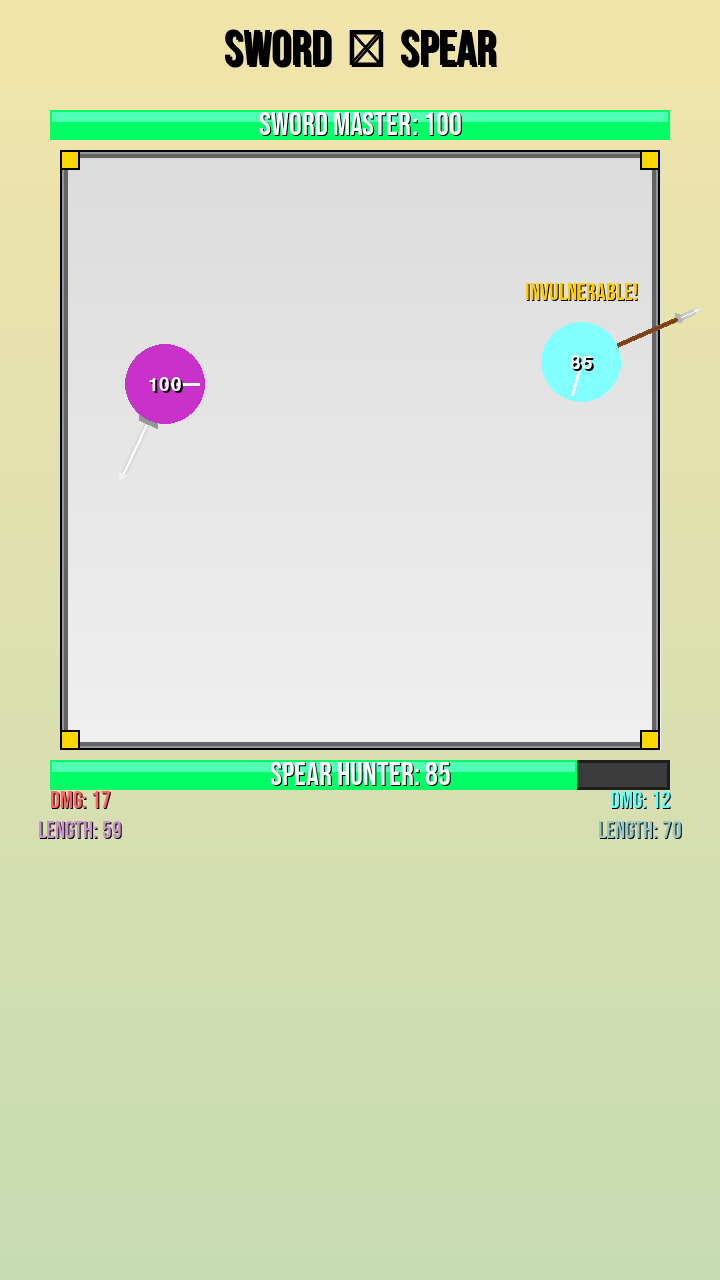 SWORD SPEAR
SWORD MASTER: 100
INVULNERABLE!
85
100
SPEAR HUNTER: 85
DMG: 17
DMG: 12
LENGTH: 59
LENGTH: 70